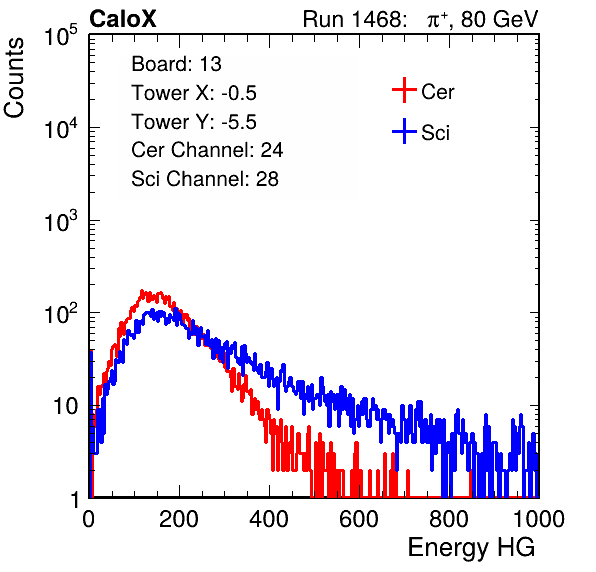 CaloX Run 1468: π⁺, 80 GeV
Counts
10⁵
10⁴
10³
10²
10
1
Board: 13
Tower X: -0.5
Tower Y: -5.5
Cer Channel: 24
Sci Channel: 28
Cer
Sci
0 200 400 600 800 1000
Energy HG